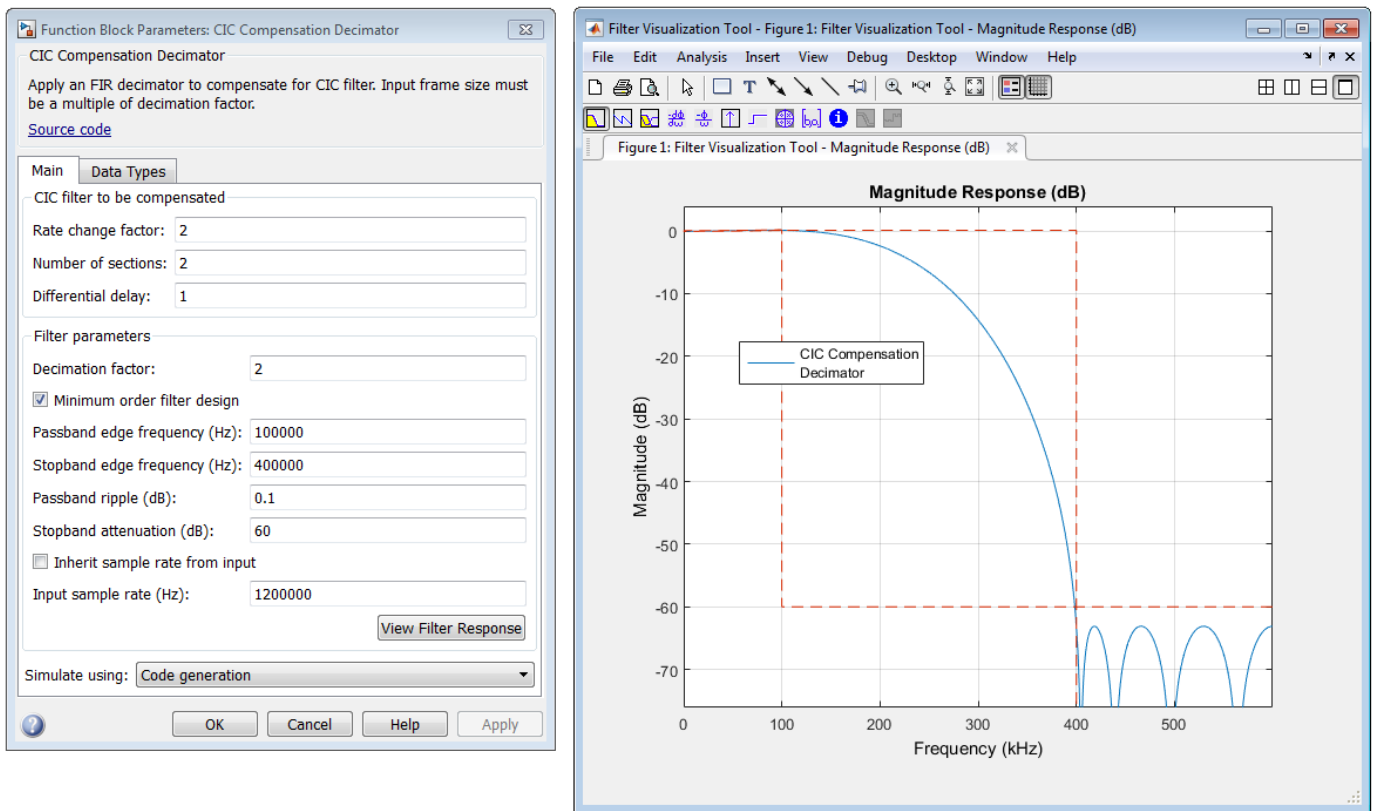 Function Block Parameters: CIC Compensation Decimator
CIC Compensation Decimator
Apply an FIR decimator to compensate for CIC filter. Input frame size must
be a multiple of decimation factor.
Source code
Main Data Types
CIC filter to be compensated
Rate change factor: 2
Number of sections: 2
Differential delay: 1
Filter parameters
Decimation factor: 2
Minimum order filter design
Passband edge frequency (Hz): 100000
Stopband edge frequency (Hz): 400000
Passband ripple (dB): 0.1
Stopband attenuation (dB): 60
Inherit sample rate from input
Input sample rate (Hz): 1200000
View Filter Response
Simulate using: Code generation
OK Cancel Help Apply
Filter Visualization Tool - Figure 1: Filter Visualization Tool - Magnitude Response (dB)
File Edit Analysis Insert View Debug Desktop Window Help
Figure 1: Filter Visualization Tool - Magnitude Response (dB)
Magnitude Response (dB)
0
-10
-20
-30
-40
-50
-60
-70
Magnitude (dB)
CIC Compensation
Decimator
0 100 200 300 400 500
Frequency (kHz)